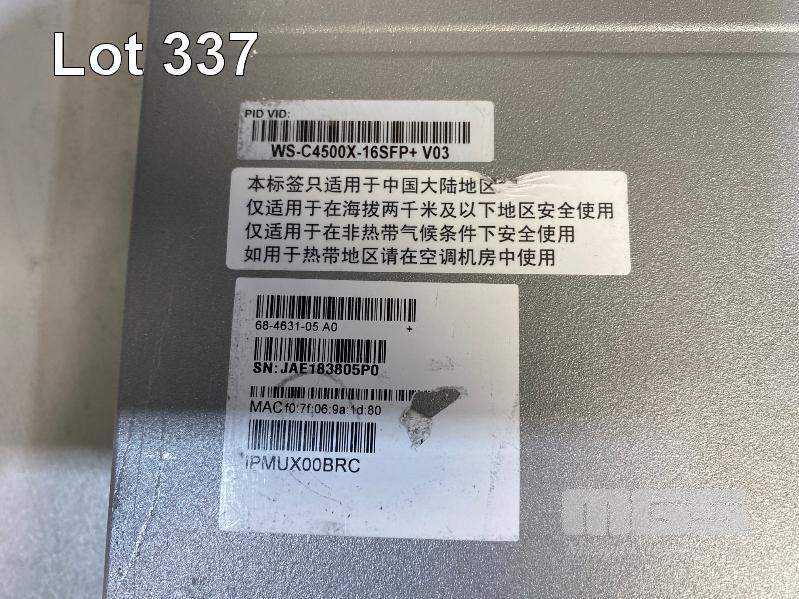 Lot 337
PID VID:
WS-C4500X-16SFP+ V03
本标签只适用于中国大陆地区
仅适用于在海拔两千米及以下地区安全使用
仅适用于在非热带气候条件下安全使用
如用于热带地区请在空调机房中使用
68-4631-05 A0 +
SN: JAE183805P0
MAC f0:7f:06:9a:1d:80
IPMUX00BRC